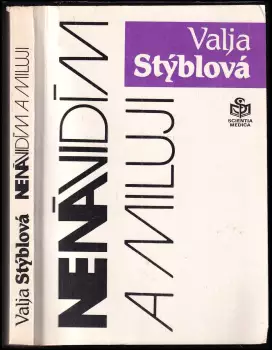 Valja Stýblová NENÁVIDÍM A MILUJI
Valja
Stýblová
SCIENTIA
MEDICA
NENÁVIDÍM
A MILUJI